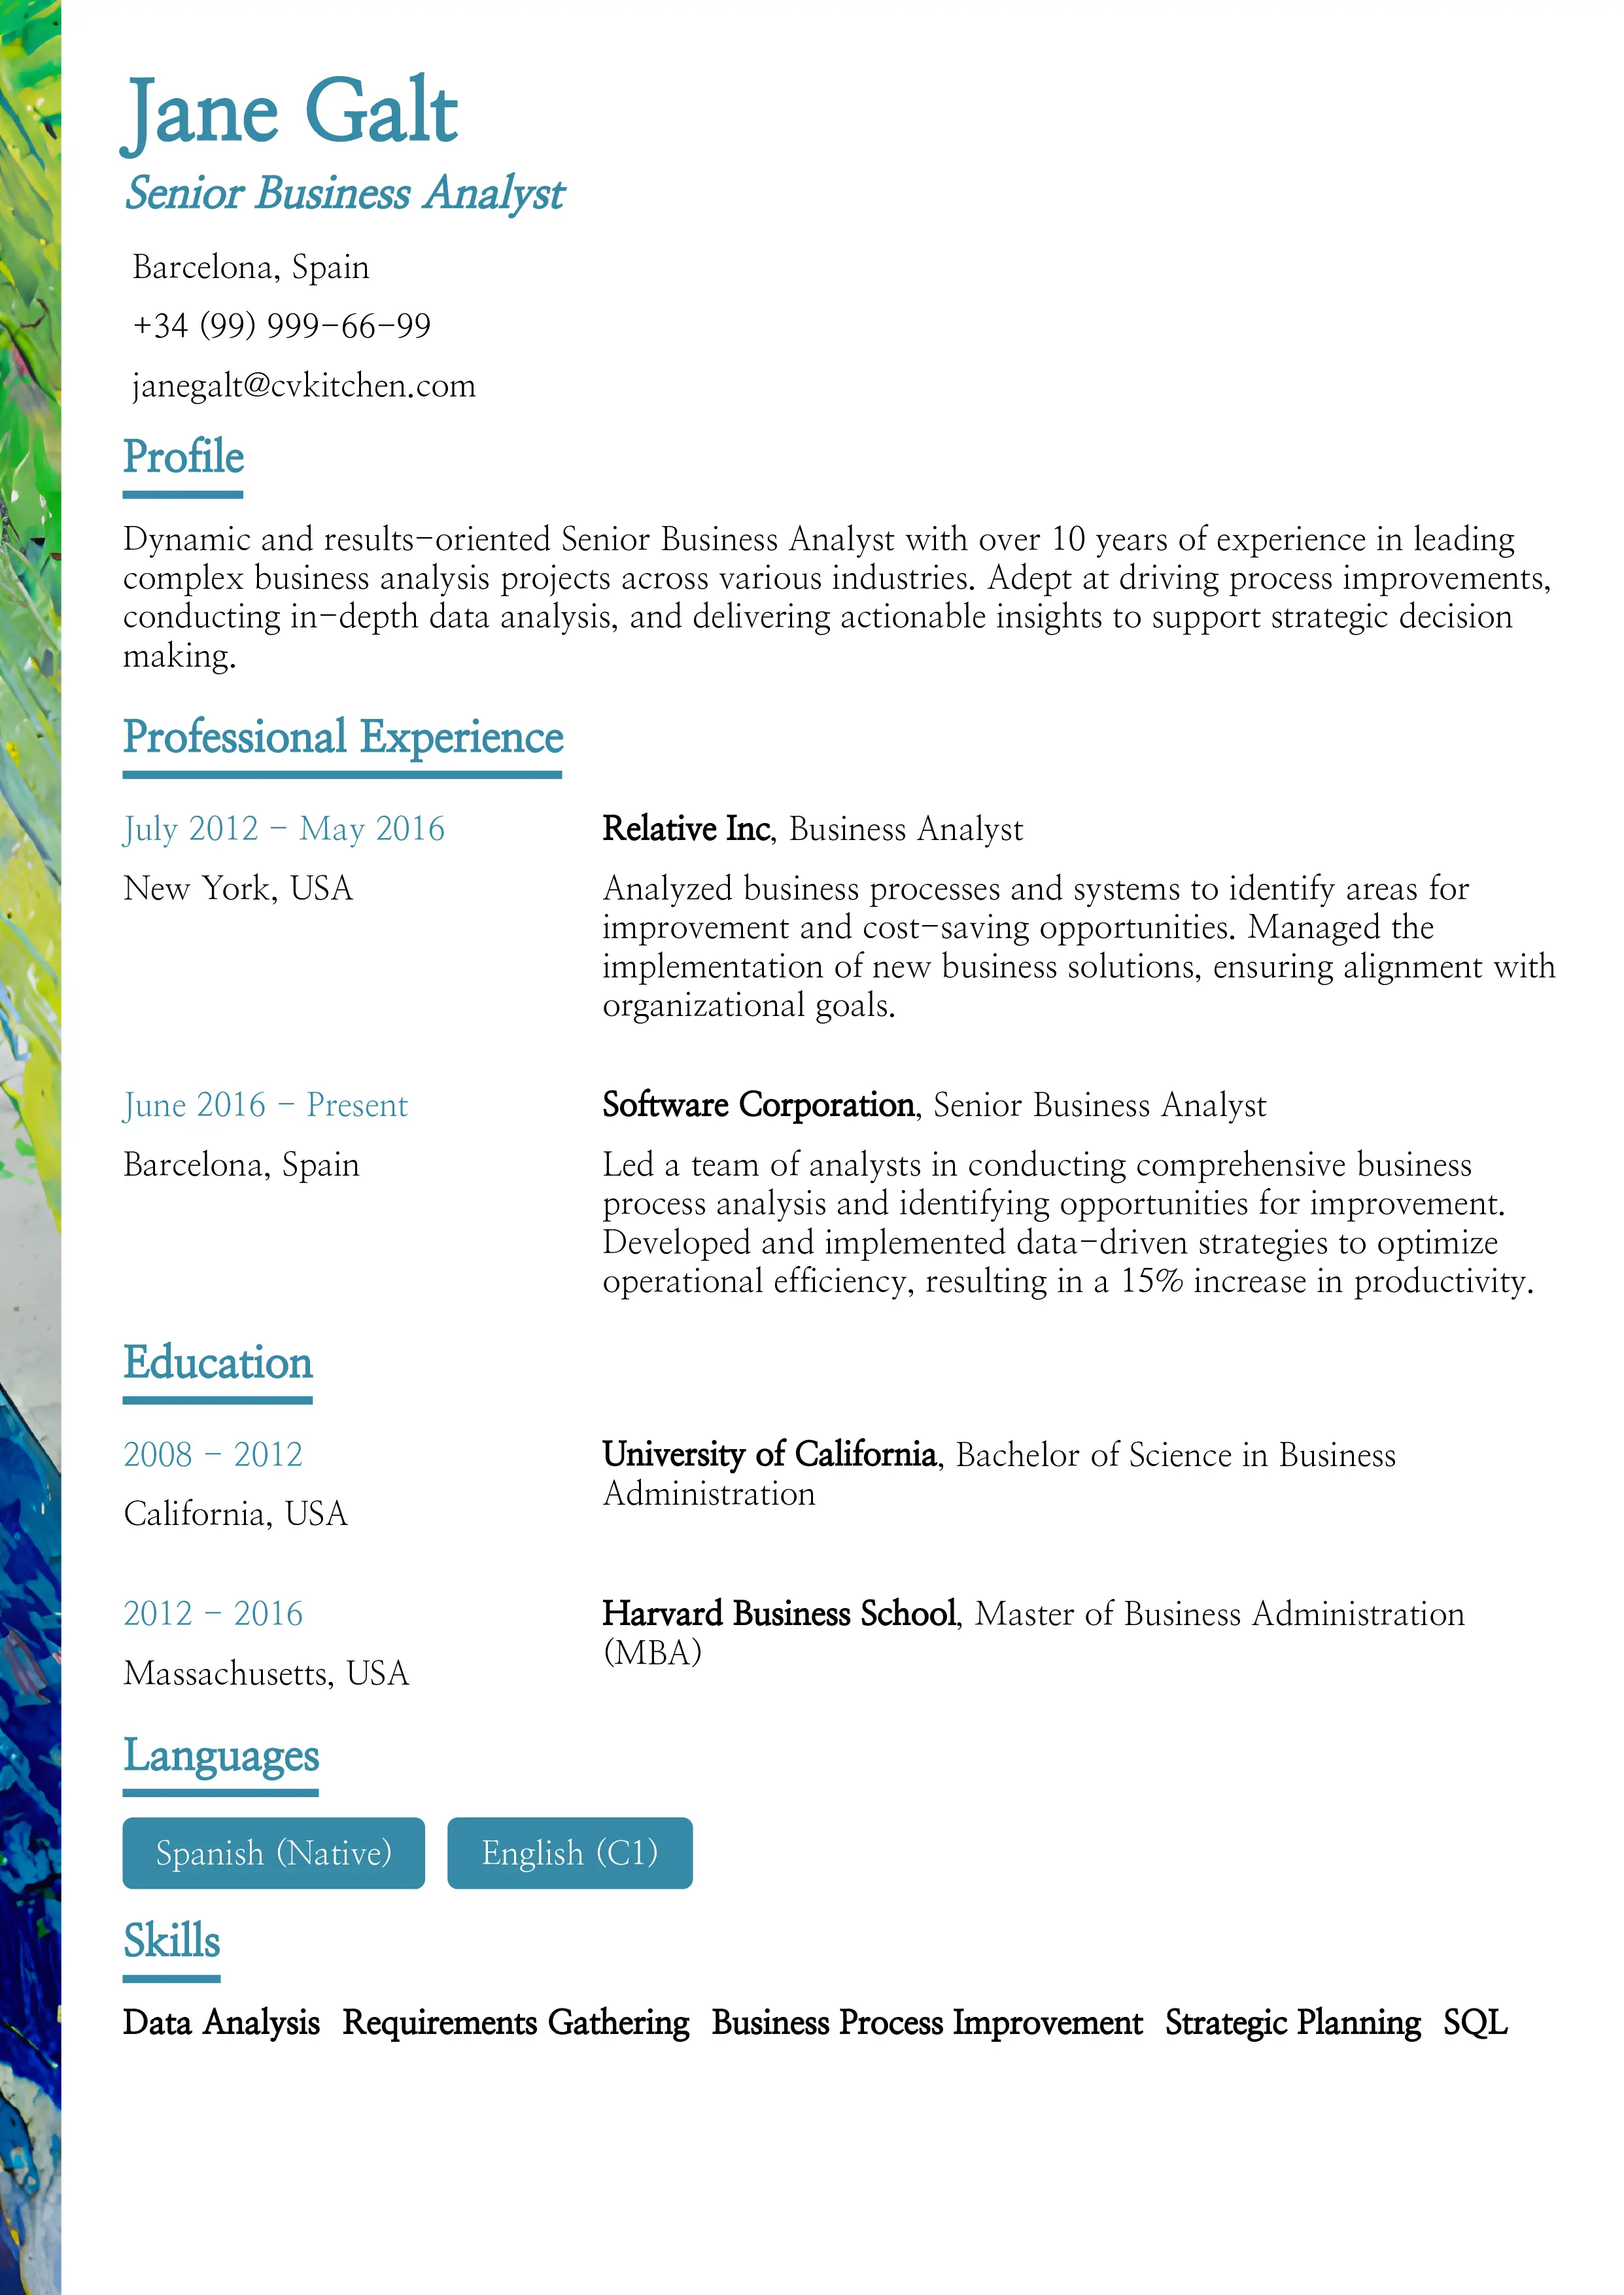 Jane Galt
Senior Business Analyst
Barcelona, Spain
+34 (99) 999-66-99
janegalt@cvkitchen.com
Profile
Dynamic and results-oriented Senior Business Analyst with over 10 years of experience in leading
complex business analysis projects across various industries. Adept at driving process improvements,
conducting in-depth data analysis, and delivering actionable insights to support strategic decision
making.
Professional Experience
July 2012 - May 2016
New York, USA
Relative Inc, Business Analyst
Analyzed business processes and systems to identify areas for
improvement and cost-saving opportunities. Managed the
implementation of new business solutions, ensuring alignment with
organizational goals.
June 2016 - Present
Barcelona, Spain
Software Corporation, Senior Business Analyst
Led a team of analysts in conducting comprehensive business
process analysis and identifying opportunities for improvement.
Developed and implemented data-driven strategies to optimize
operational efficiency, resulting in a 15% increase in productivity.
Education
2008 - 2012
California, USA
University of California, Bachelor of Science in Business
Administration
2012 - 2016
Massachusetts, USA
Harvard Business School, Master of Business Administration
(MBA)
Languages
Spanish (Native) English (C1)
Skills
Data Analysis Requirements Gathering Business Process Improvement Strategic Planning SQL